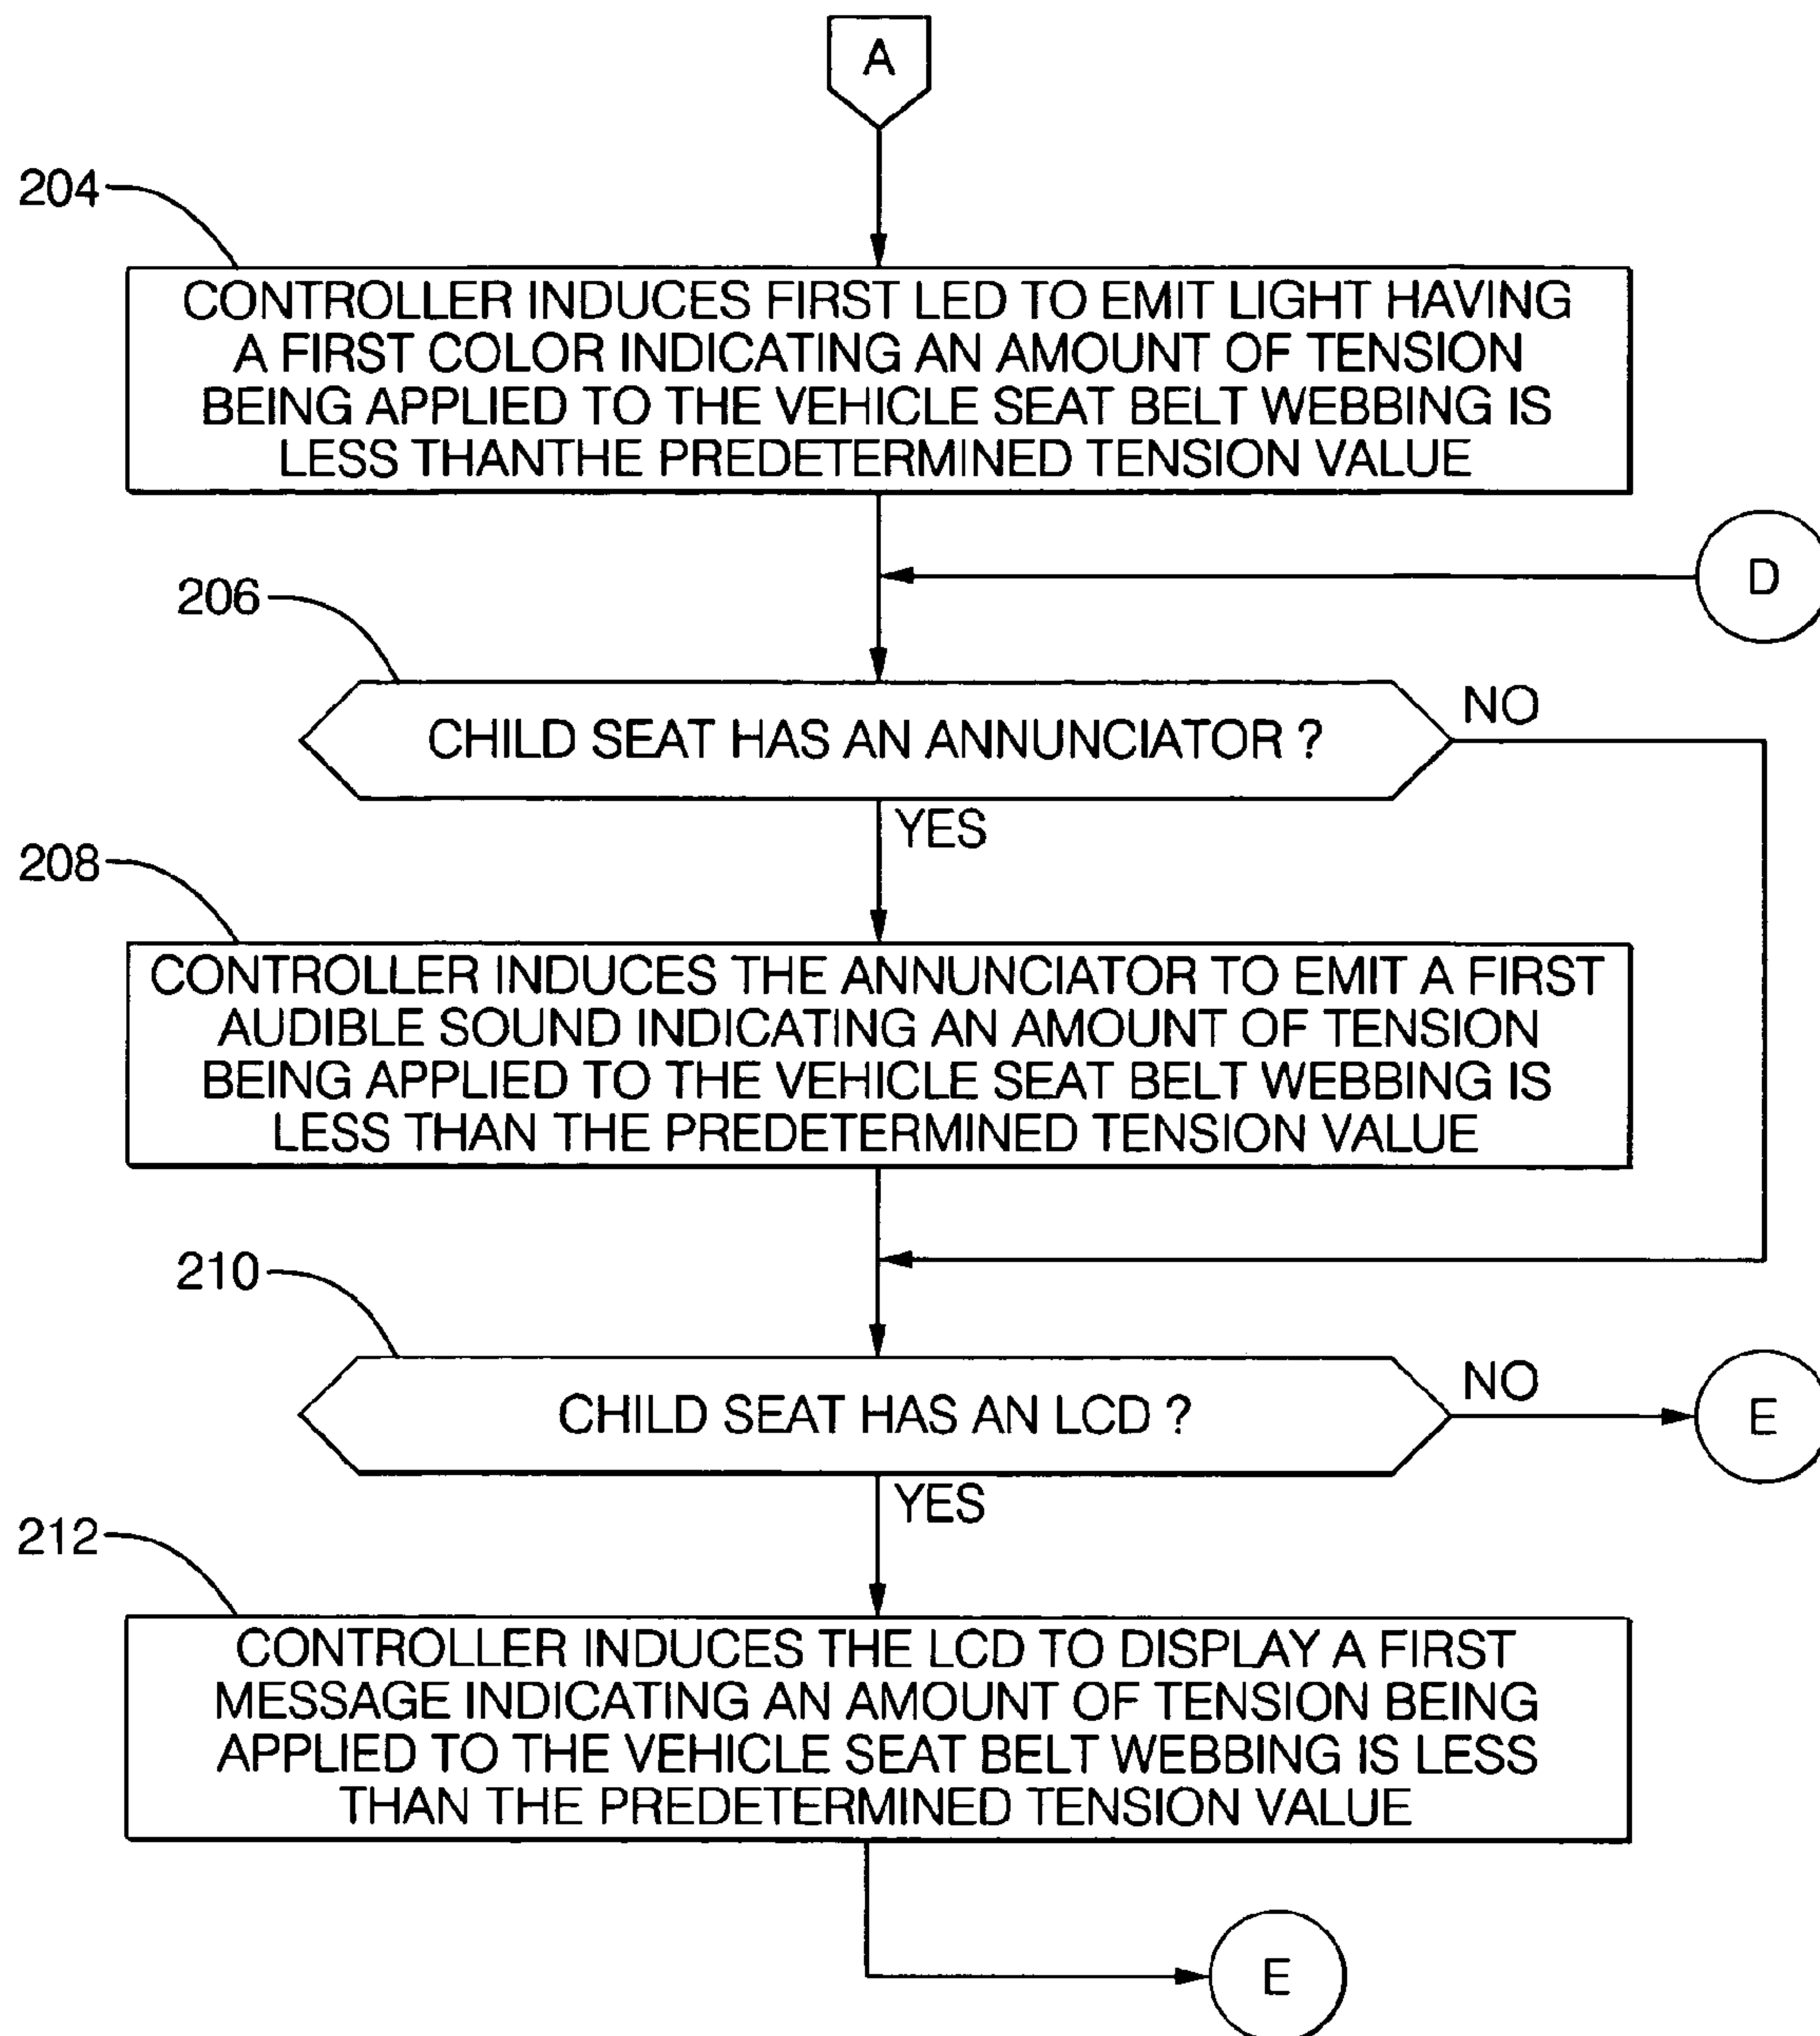 A
204
CONTROLLER INDUCES FIRST LED TO EMIT LIGHT HAVING
A FIRST COLOR INDICATING AN AMOUNT OF TENSION
BEING APPLIED TO THE VEHICLE SEAT BELT WEBBING IS
LESS THANTHE PREDETERMINED TENSION VALUE
D
206
CHILD SEAT HAS AN ANNUNCIATOR ?
NO
YES
208
CONTROLLER INDUCES THE ANNUNCIATOR TO EMIT A FIRST
AUDIBLE SOUND INDICATING AN AMOUNT OF TENSION
BEING APPLIED TO THE VEHICLE SEAT BELT WEBBING IS
LESS THAN THE PREDETERMINED TENSION VALUE
210
CHILD SEAT HAS AN LCD ?
NO
E
YES
212
CONTROLLER INDUCES THE LCD TO DISPLAY A FIRST
MESSAGE INDICATING AN AMOUNT OF TENSION BEING
APPLIED TO THE VEHICLE SEAT BELT WEBBING IS LESS
THAN THE PREDETERMINED TENSION VALUE
E